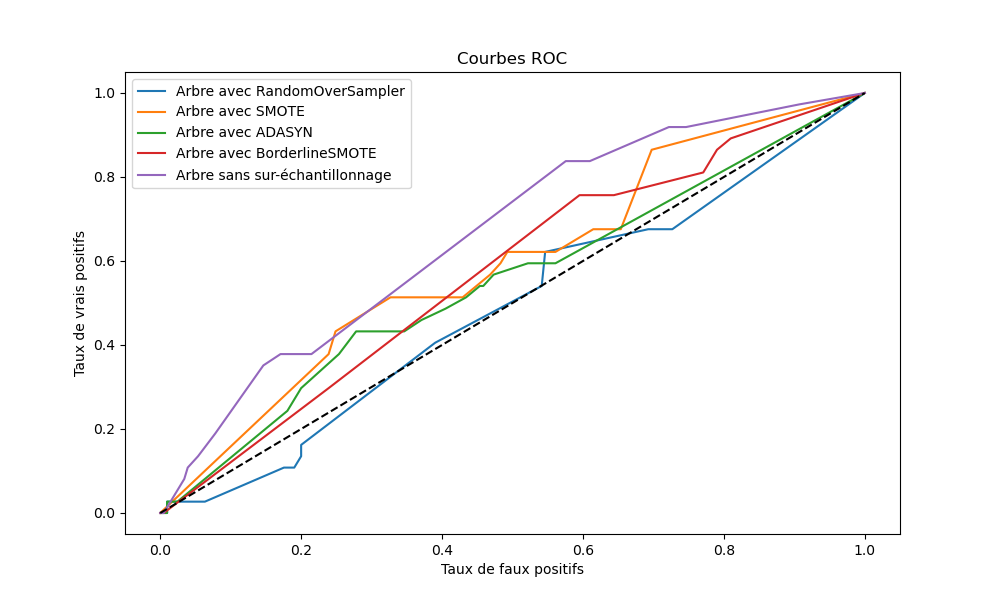 Courbes ROC
Arbre avec RandomOverSampler
Arbre avec SMOTE
Arbre avec ADASYN
Arbre avec BorderlineSMOTE
Arbre sans sur-échantillonnage
1.0
0.8
0.6
0.4
0.2
0.0
Taux de vrais positifs
0.0 0.2 0.4 0.6 0.8 1.0
Taux de faux positifs